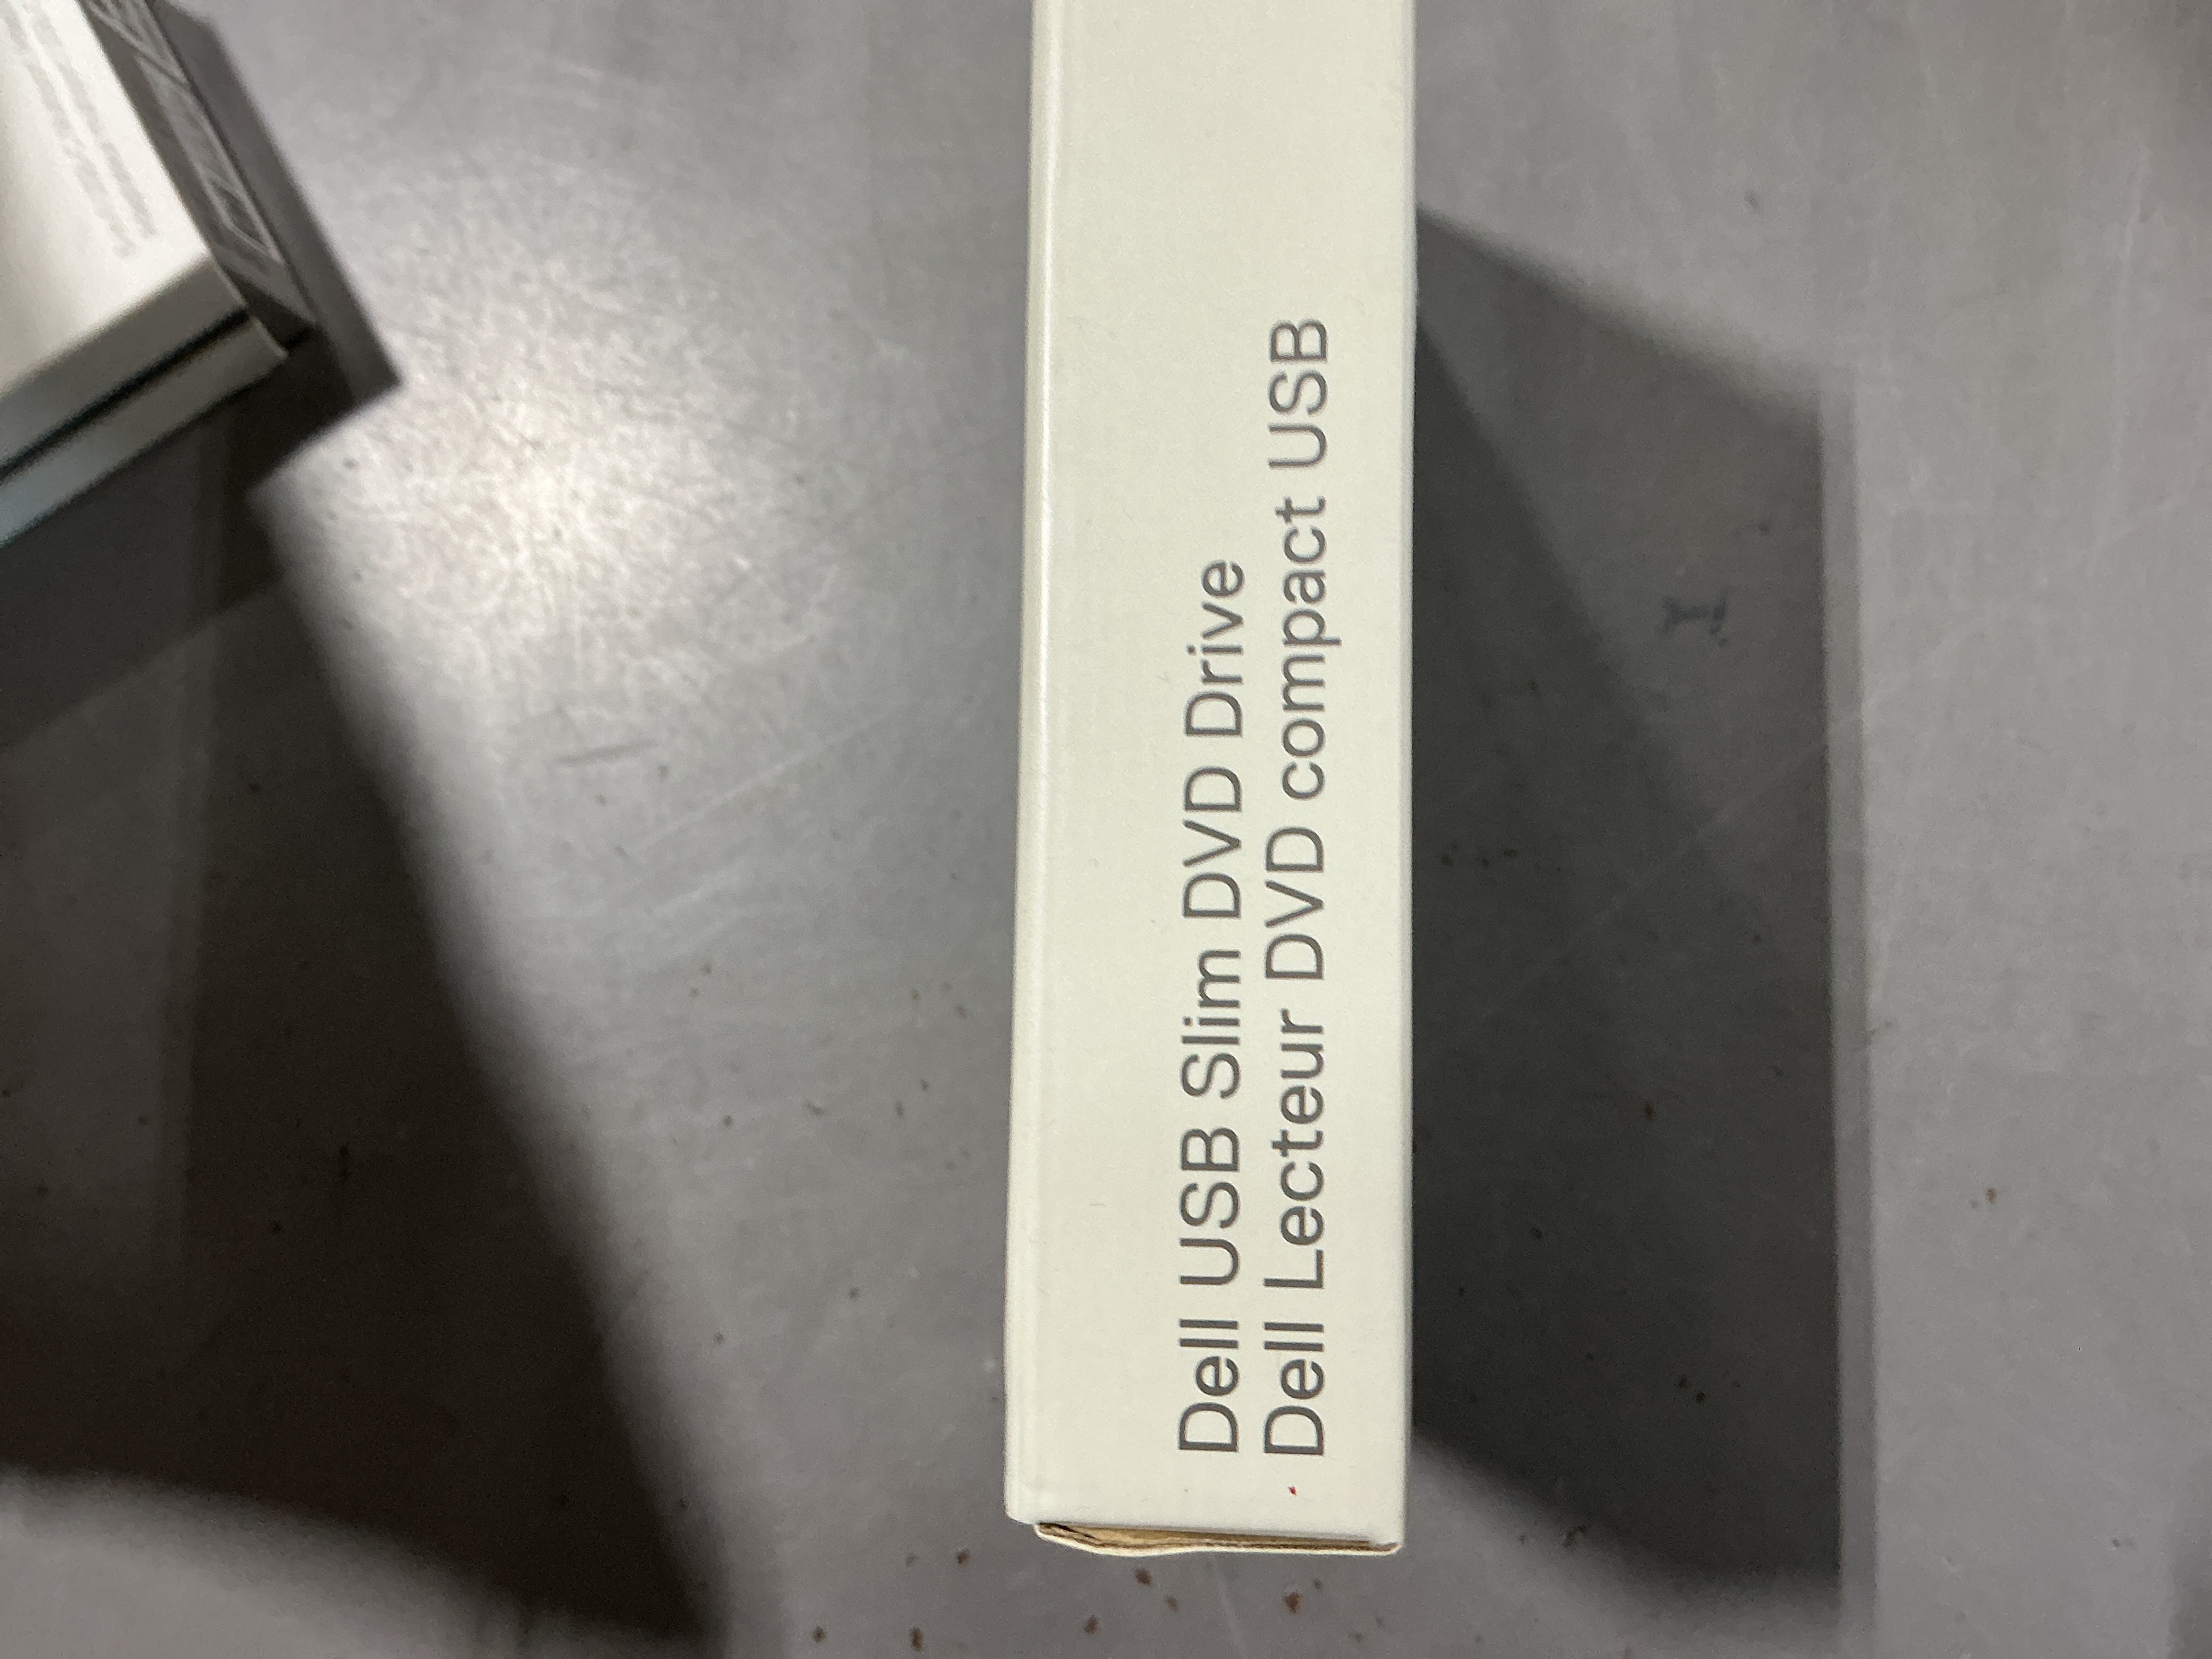 Dell USB Slim DVD Drive
Dell Lecteur DVD compact USB